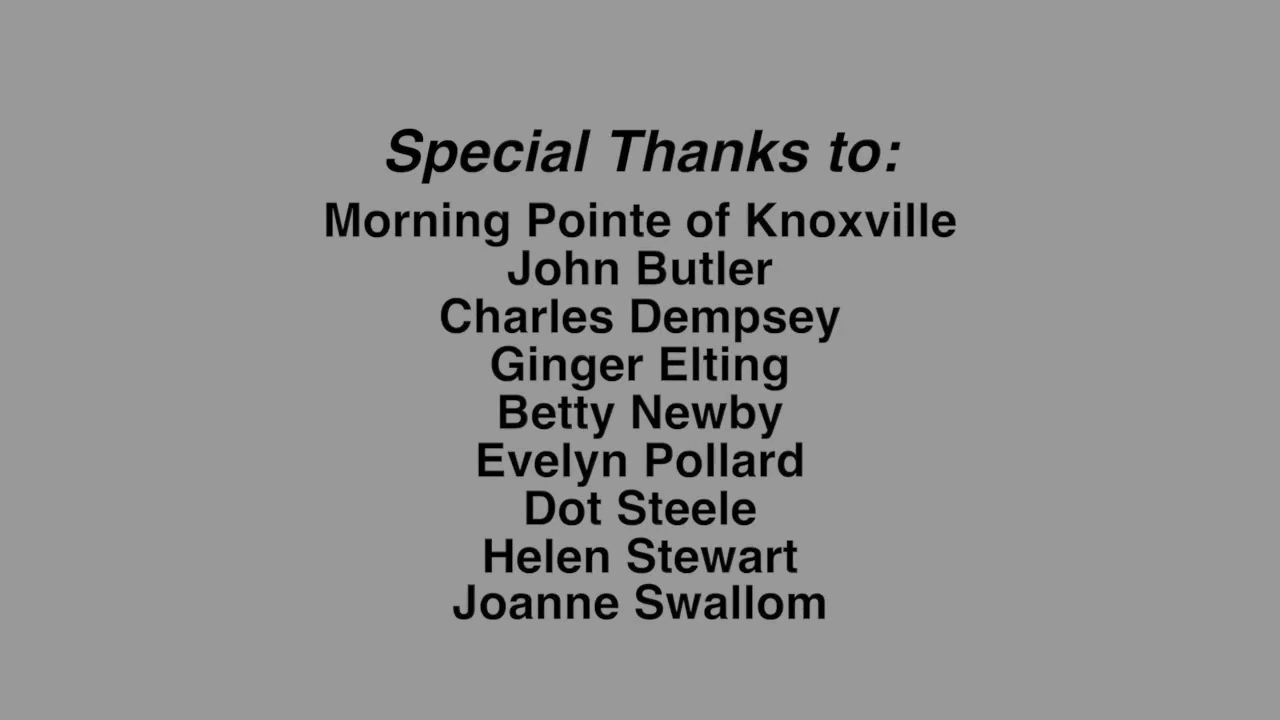 Special Thanks to:
Morning Pointe of Knoxville
John Butler
Charles Dempsey
Ginger Elting
Betty Newby
Evelyn Pollard
Dot Steele
Helen Stewart
Joanne Swallom